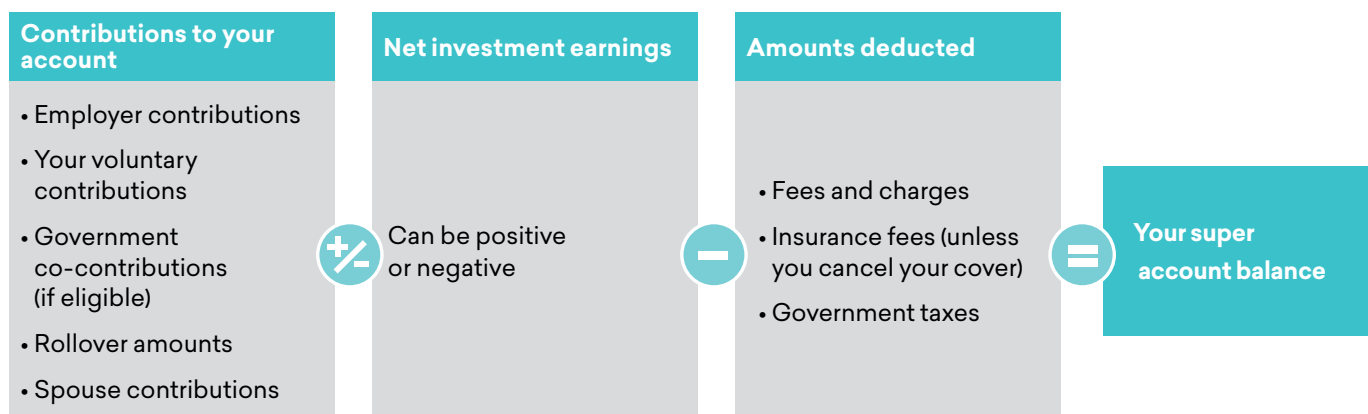 Contributions to your
account
• Employer contributions
• Your voluntary
contributions
• Government
co-contributions
(if eligible)
• Rollover amounts
• Spouse contributions
+/-
Net investment earnings
Can be positive
or negative
−
Amounts deducted
• Fees and charges
• Insurance fees (unless
you cancel your cover)
• Government taxes
=
Your super
account balance